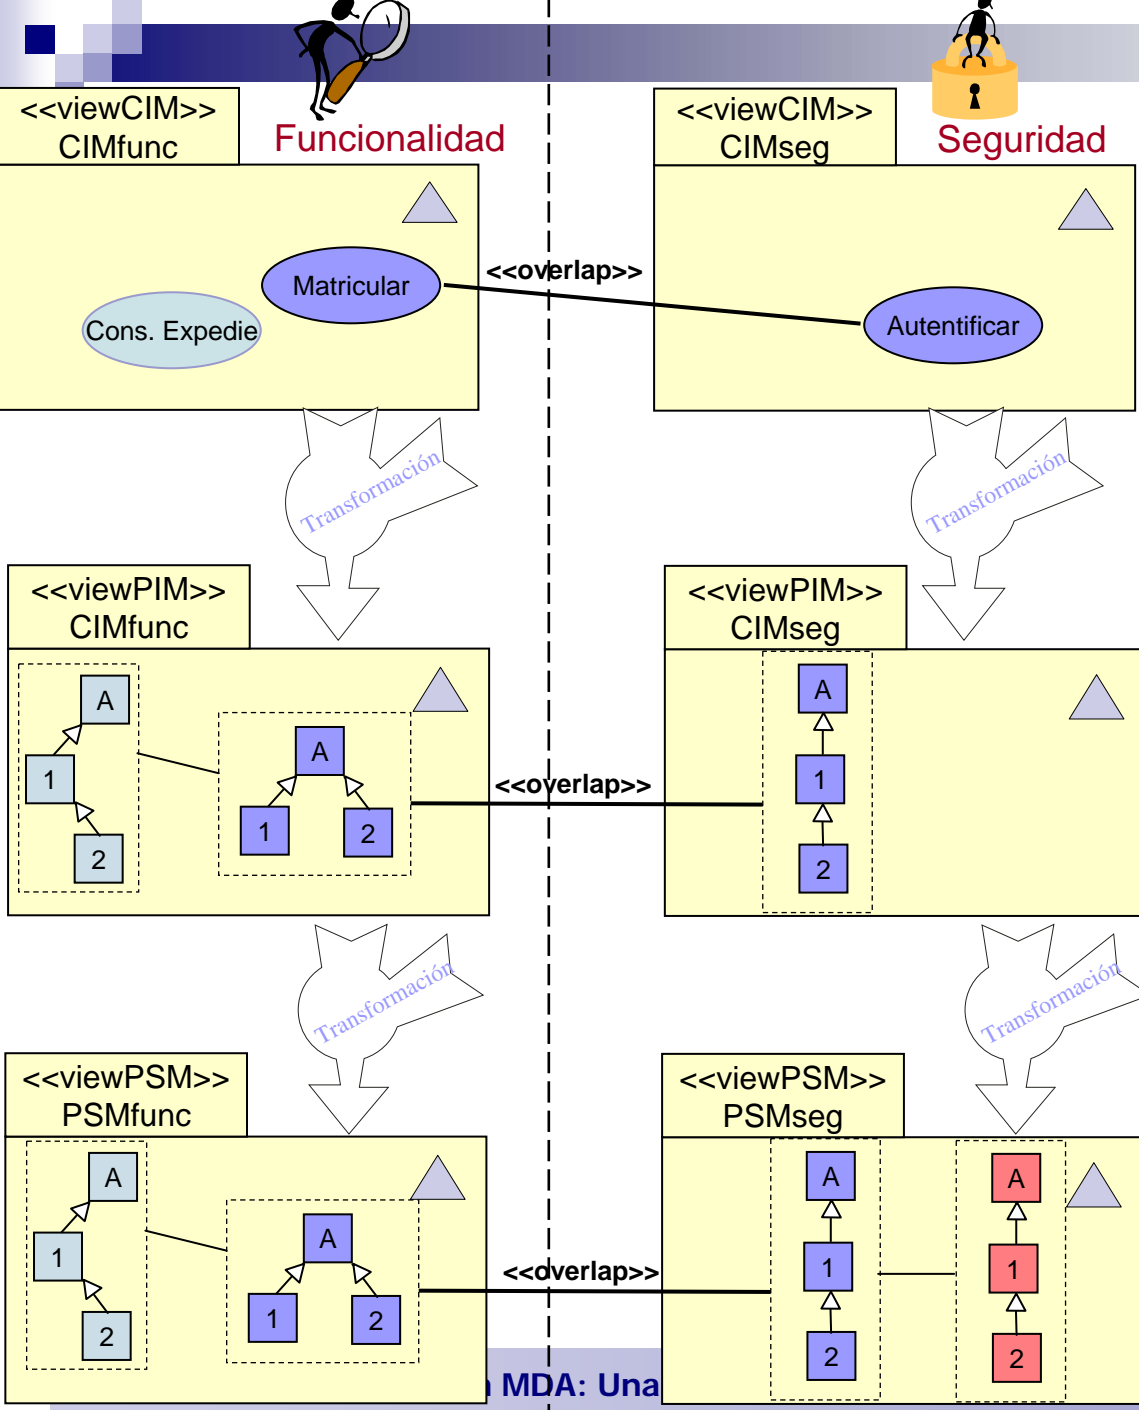 <<viewCIM>>
CIMfunc
Funcionalidad
<<viewCIM>>
CIMseg
Seguridad
Matricular
Cons. Expedie
<<overlap>>
Autentificar
Transformación
Transformación
<<viewPIM>>
CIMfunc
<<viewPIM>>
CIMseg
A
1
2
A
1
2
<<overlap>>
A
1
2
Transformación
Transformación
<<viewPSM>>
PSMfunc
<<viewPSM>>
PSMseg
A
1
2
A
1
2
<<overlap>>
A
1
2
A
1
2
MDA: Una